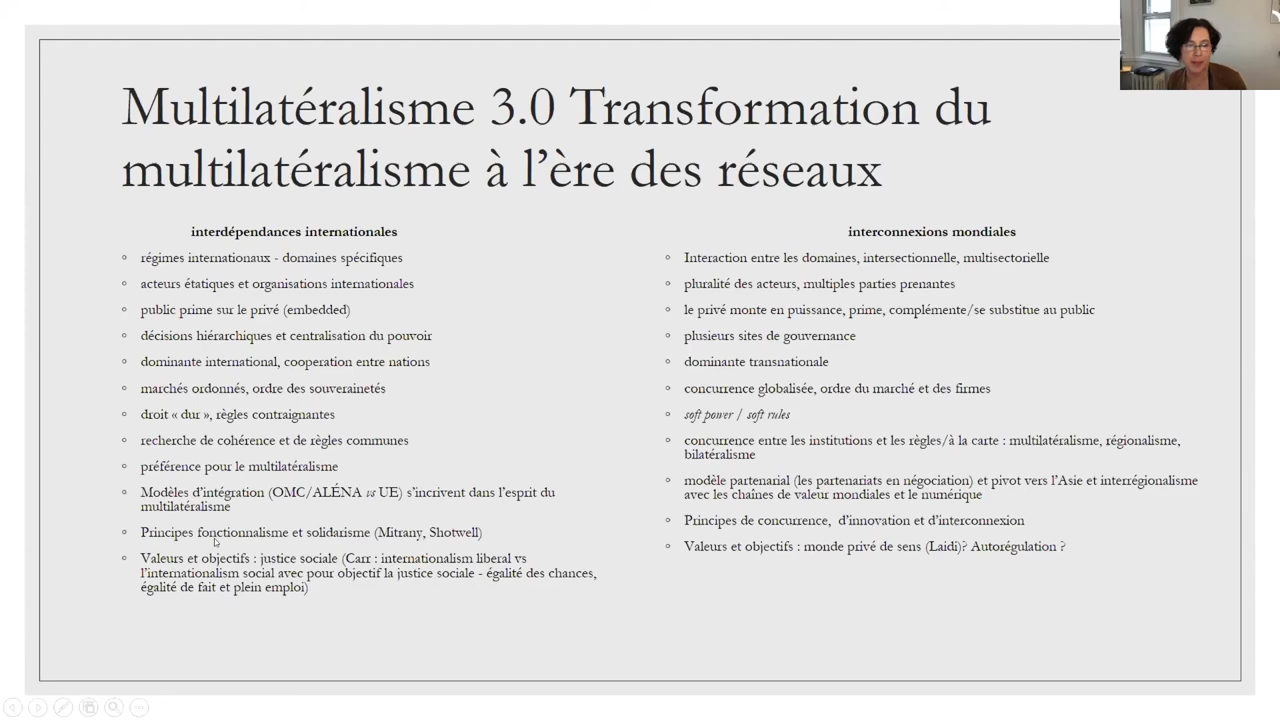 Multilatéralisme 3.0 Transformation du
multilatéralisme à l’ère des réseaux
interdépendances internationales
régimes internationaux - domaines spécifiques
acteurs étatiques et organisations internationales
public prime sur le privé (embedded)
décisions hiérarchiques et centralisation du pouvoir
dominante international, cooperation entre nations
marchés ordonnés, ordre des souverainetés
droit « dur », règles contraignantes
recherche de cohérence et de règles communes
préférence pour le multilatéralisme
Modèles d’intégration (OMC/ALÉNA vs UE) s’incrivent dans l’esprit du
multilatéralisme
Principes fonctionnalisme et solidarisme (Mitrany, Shotwell)
Valeurs et objectifs : justice sociale (Carr : internationalism liberal vs
l’internationalism social avec pour objectif la justice sociale - égalité des chances,
égalité de fait et plein emploi)
interconnexions mondiales
Interaction entre les domaines, intersectionnelle, multisectorielle
pluralité des acteurs, multiples parties prenantes
le privé monte en puissance, prime, complémente/se substitue au public
plusieurs sites de gouvernance
dominante transnationale
concurrence globalisée, ordre du marché et des firmes
soft power / soft rules
concurrence entre les institutions et les règles/à la carte : multilatéralisme, régionalisme,
bilatéralisme
modèle partenarial (les partenariats en négociation) et pivot vers l’Asie et interrégionalisme
avec les chaînes de valeur mondiales et le numérique
Principes de concurrence, d’innovation et d’interconnexion
Valeurs et objectifs : monde privé de sens (Laidi)? Autorégulation ?